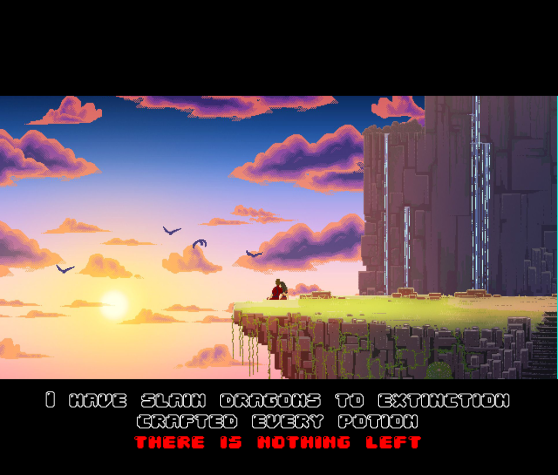 I HAVE SLAIN DRAGONS TO EXTINCTION
CRAFTED EVERY POTION
THERE IS NOTHING LEFT